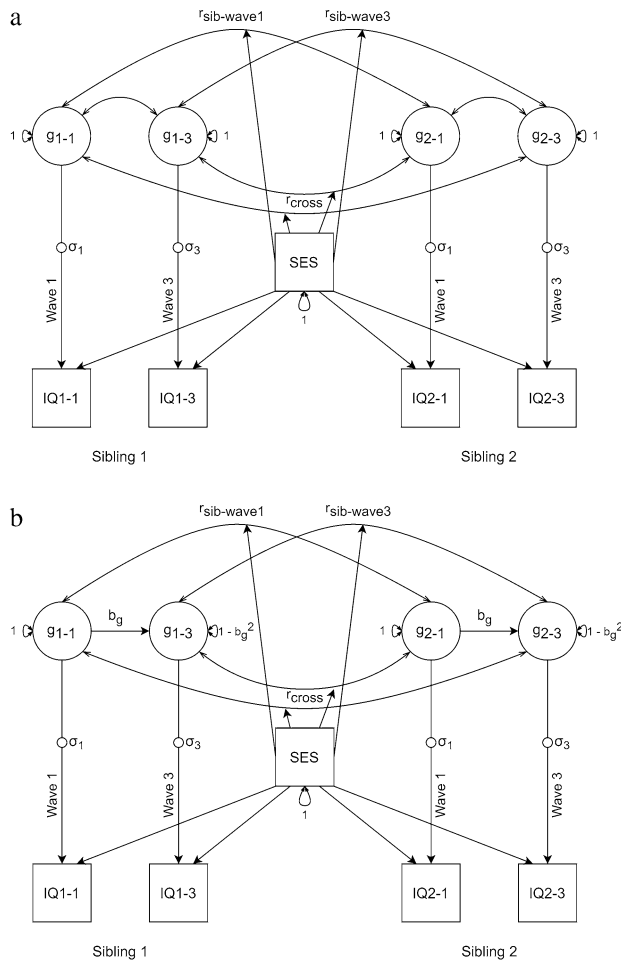 a
rsib-wave1 rsib-wave3
1 g1-1 g1-3 1 1 g2-1 g2-3 1
rcross
σ1 σ3 SES σ1 σ3
Wave 1 Wave 3 Wave 1 Wave 3
1
IQ1-1 IQ1-3 IQ2-1 IQ2-3
Sibling 1 Sibling 2
b
rsib-wave1 rsib-wave3
bg bg
1 g1-1 g1-3 1 - bg² 1 g2-1 g2-3 1 - bg²
rcross
σ1 σ3 SES σ1 σ3
Wave 1 Wave 3 Wave 1 Wave 3
1
IQ1-1 IQ1-3 IQ2-1 IQ2-3
Sibling 1 Sibling 2